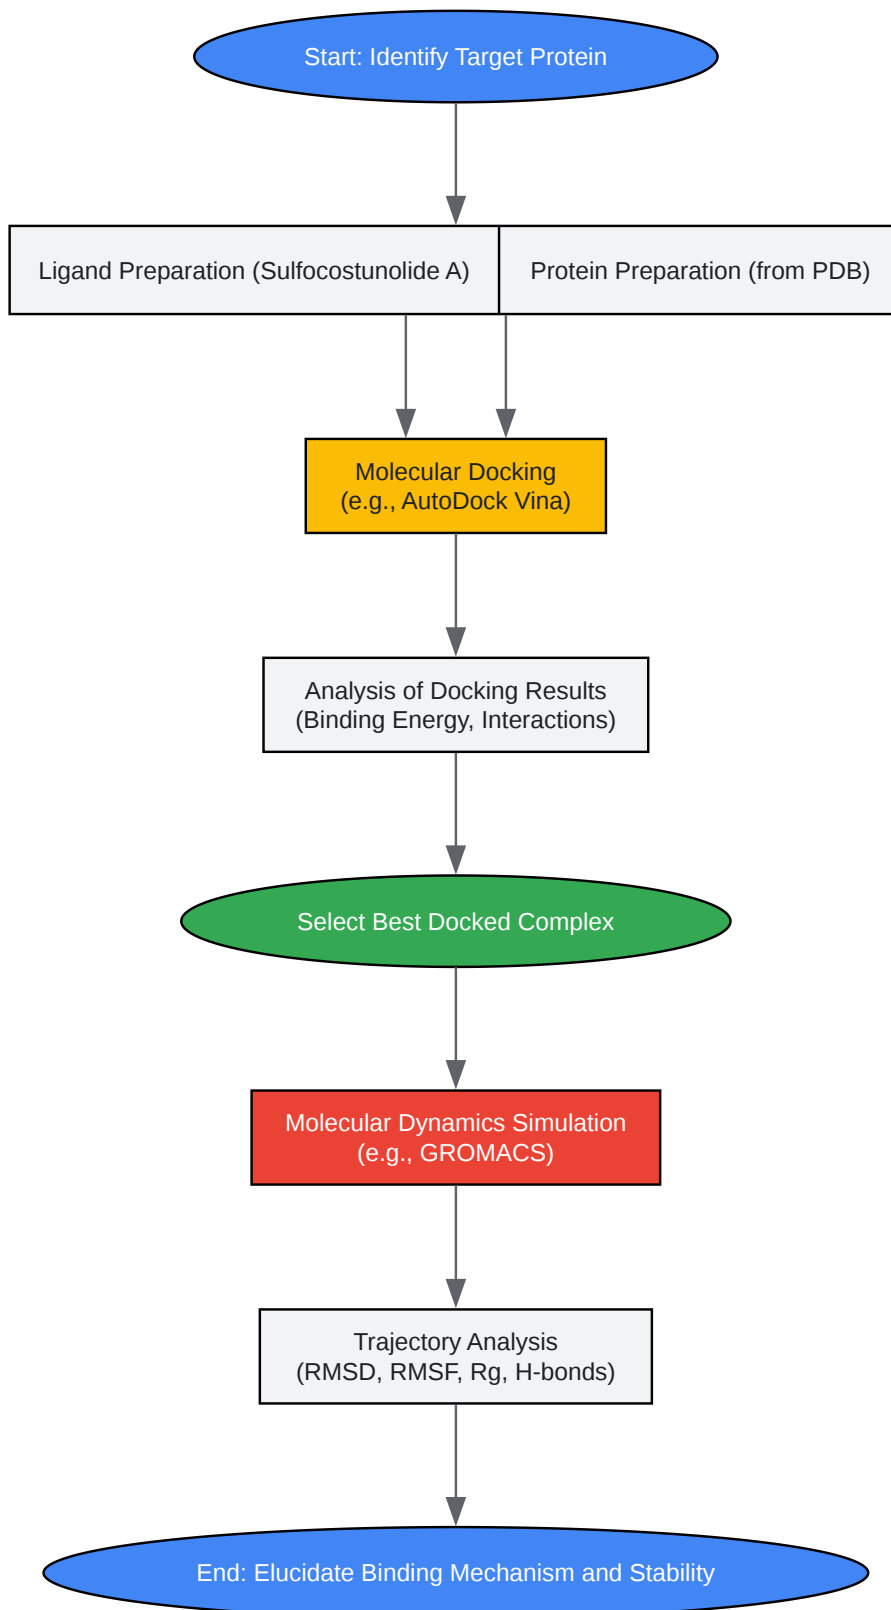 Start: Identify Target Protein
Ligand Preparation (Sulfocostunolide A)
Protein Preparation (from PDB)
Molecular Docking
(e.g., AutoDock Vina)
Analysis of Docking Results
(Binding Energy, Interactions)
Select Best Docked Complex
Molecular Dynamics Simulation
(e.g., GROMACS)
Trajectory Analysis
(RMSD, RMSF, Rg, H-bonds)
End: Elucidate Binding Mechanism and Stability